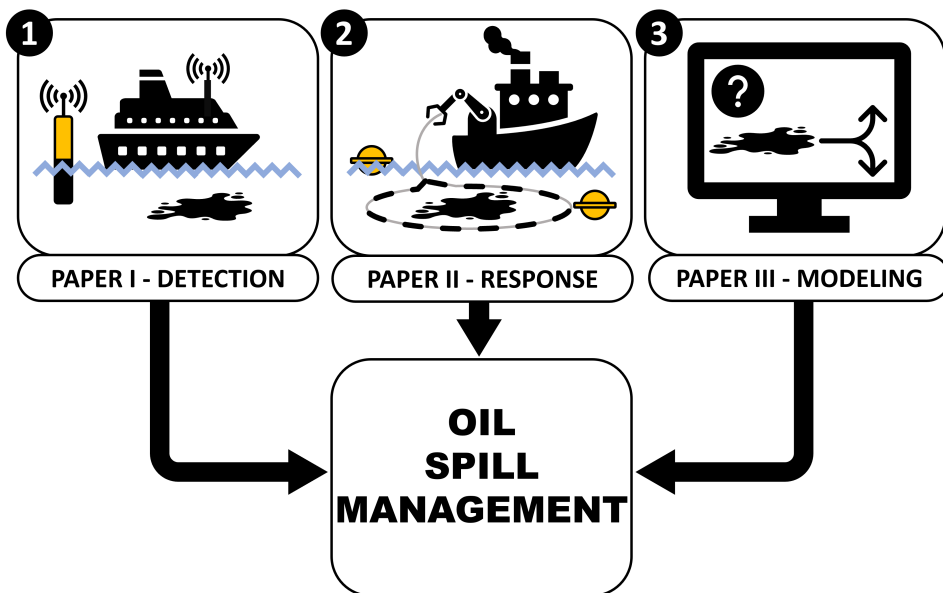 1
2
3
?
PAPER I - DETECTION
PAPER II - RESPONSE
PAPER III - MODELING
OIL
SPILL
MANAGEMENT